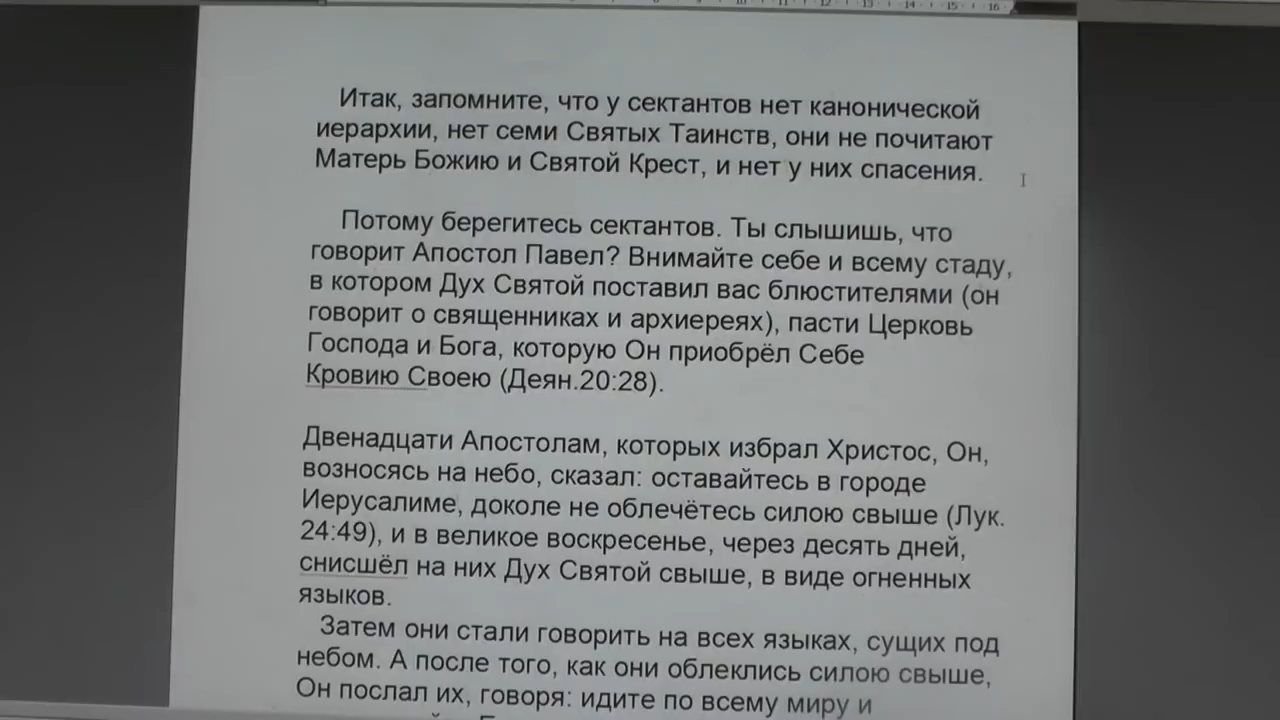 Итак, запомните, что у сектантов нет канонической
иерархии, нет семи Святых Таинств, они не почитают
Матерь Божию и Святой Крест, и нет у них спасения.
Потому берегитесь сектантов. Ты слышишь, что
говорит Апостол Павел? Внимайте себе и всему стаду,
в котором Дух Святой поставил вас блюстителями (он
говорит о священниках и архиереях), пасти Церковь
Господа и Бога, которую Он приобрёл Себе
Кровию Своею (Деян.20:28).
Двенадцати Апостолам, которых избрал Христос, Он,
возносясь на небо, сказал: оставайтесь в городе
Иерусалиме, доколе не облечётесь силою свыше (Лук.
24:49), и в великое воскресенье, через десять дней,
снисшёл на них Дух Святой свыше, в виде огненных
языков.
Затем они стали говорить на всех языках, сущих под
небом. А после того, как они облеклись силою свыше,
Он послал их, говоря: идите по всему миру и